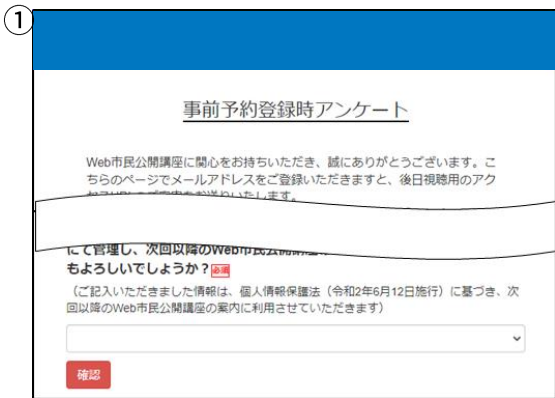 ①
事前予約登録時アンケート
Web市民公開講座に関心をお持ちいただき、誠にありがとうございます。こ
ちらのページでメールアドレスをご登録いただきますと、後日視聴用のアク
にて管理し、次回以降のWeb市民公開講座
もよろしいでしょうか？必須
（ご記入いただきました情報は、個人情報保護法（令和2年6月12日施行）に基づき、次
回以降のWeb市民公開講座の案内に利用させていただきます）
確認